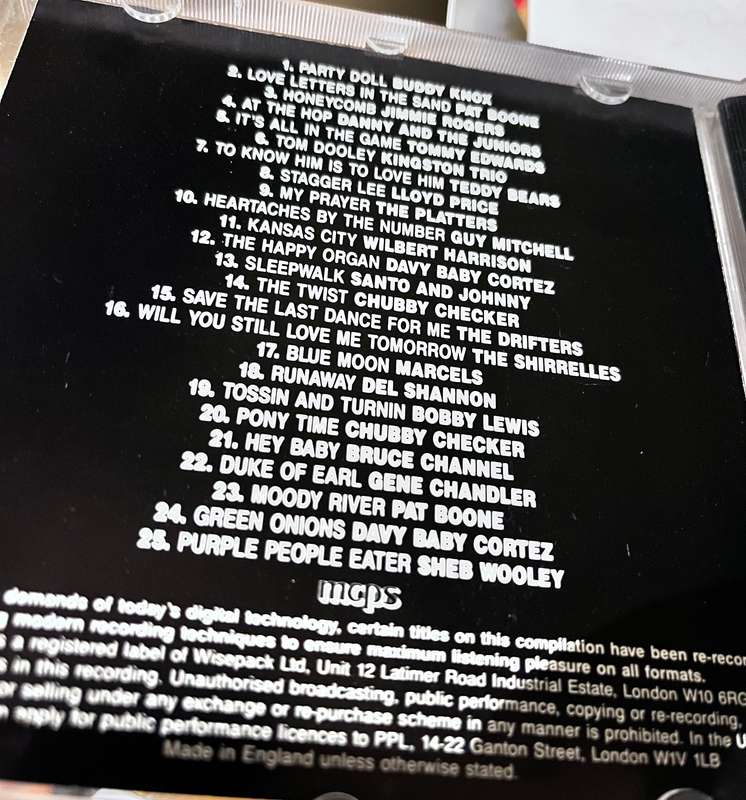 1. PARTY DOLL BUDDY KNOX
2. LOVE LETTERS IN THE SAND PAT BOONE
3. HONEYCOMB JIMMIE ROGERS
4. AT THE HOP DANNY AND THE JUNIORS
5. IT'S ALL IN THE GAME TOMMY EDWARDS
6. TOM DOOLEY KINGSTON TRIO
7. TO KNOW HIM IS TO LOVE HIM TEDDY BEARS
8. STAGGER LEE LLOYD PRICE
9. MY PRAYER THE PLATTERS
10. HEARTACHES BY THE NUMBER GUY MITCHELL
11. KANSAS CITY WILBERT HARRISON
12. THE HAPPY ORGAN DAVY BABY CORTEZ
13. SLEEPWALK SANTO AND JOHNNY
14. THE TWIST CHUBBY CHECKER
15. SAVE THE LAST DANCE FOR ME THE DRIFTERS
16. WILL YOU STILL LOVE ME TOMORROW THE SHIRRELLES
17. BLUE MOON MARCELS
18. RUNAWAY DEL SHANNON
19. TOSSIN AND TURNIN BOBBY LEWIS
20. PONY TIME CHUBBY CHECKER
21. HEY BABY BRUCE CHANNEL
22. DUKE OF EARL GENE CHANDLER
23. MOODY RIVER PAT BOONE
24. GREEN ONIONS DAVY BABY CORTEZ
25. PURPLE PEOPLE EATER SHEB WOOLEY
mcps
demands of today's digital technology, certain titles on this compilation have been re-recor
g modern recording techniques to ensure maximum listening pleasure on all formats.
s a registered label of Wisepack Ltd, Unit 12 Latimer Road Industrial Estate, London W10 6RG
s in this recording. Unauthorised broadcasting, public performance, copying or re-recording,
or selling under any exchange or re-purchase scheme in any manner is prohibited. In the U
n apply for public performance licences to PPL, 14-22 Ganton Street, London W1V 1LB
Made in England unless otherwise stated.